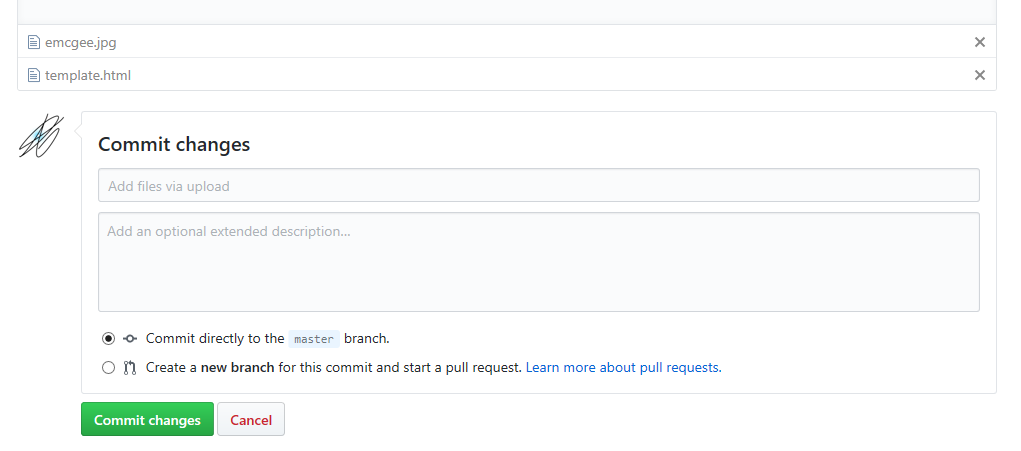 emcgee.jpg
template.html
Commit changes
Add files via upload
Add an optional extended description...
Commit directly to the master branch.
Create a new branch for this commit and start a pull request. Learn more about pull requests.
Commit changes
Cancel